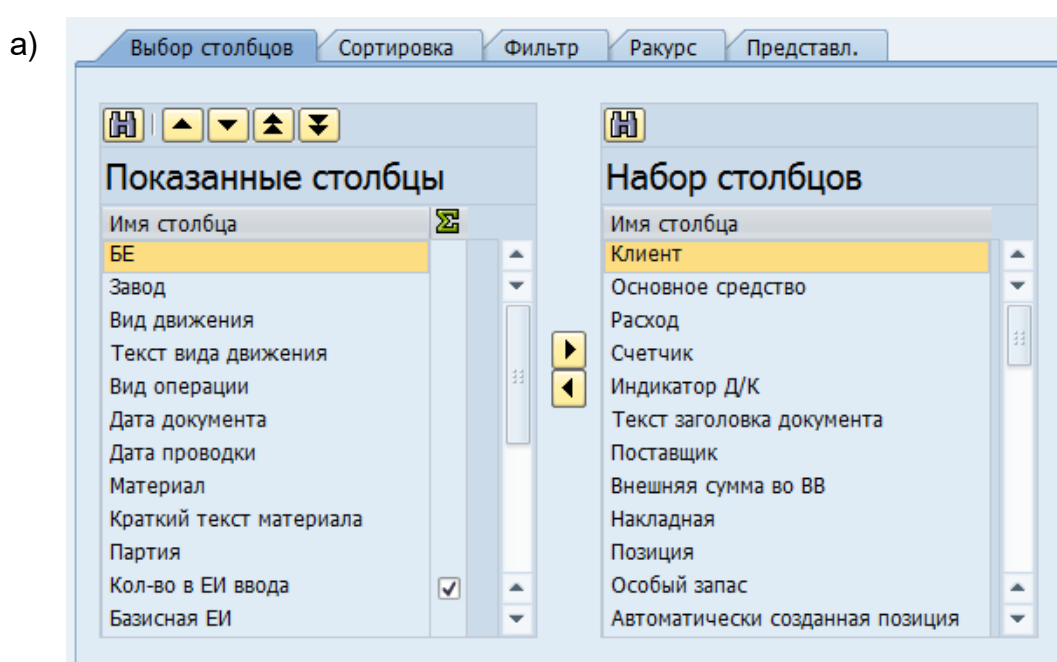 а)
Выбор столбцов Сортировка Фильтр Ракурс Представл.
Показанные столбцы
Имя столбца
БЕ
Завод
Вид движения
Текст вида движения
Вид операции
Дата документа
Дата проводки
Материал
Краткий текст материала
Партия
Кол-во в ЕИ ввода
Базисная ЕИ
Набор столбцов
Имя столбца
Клиент
Основное средство
Расход
Счетчик
Индикатор Д/К
Текст заголовка документа
Поставщик
Внешняя сумма во ВВ
Накладная
Позиция
Особый запас
Автоматически созданная позиция